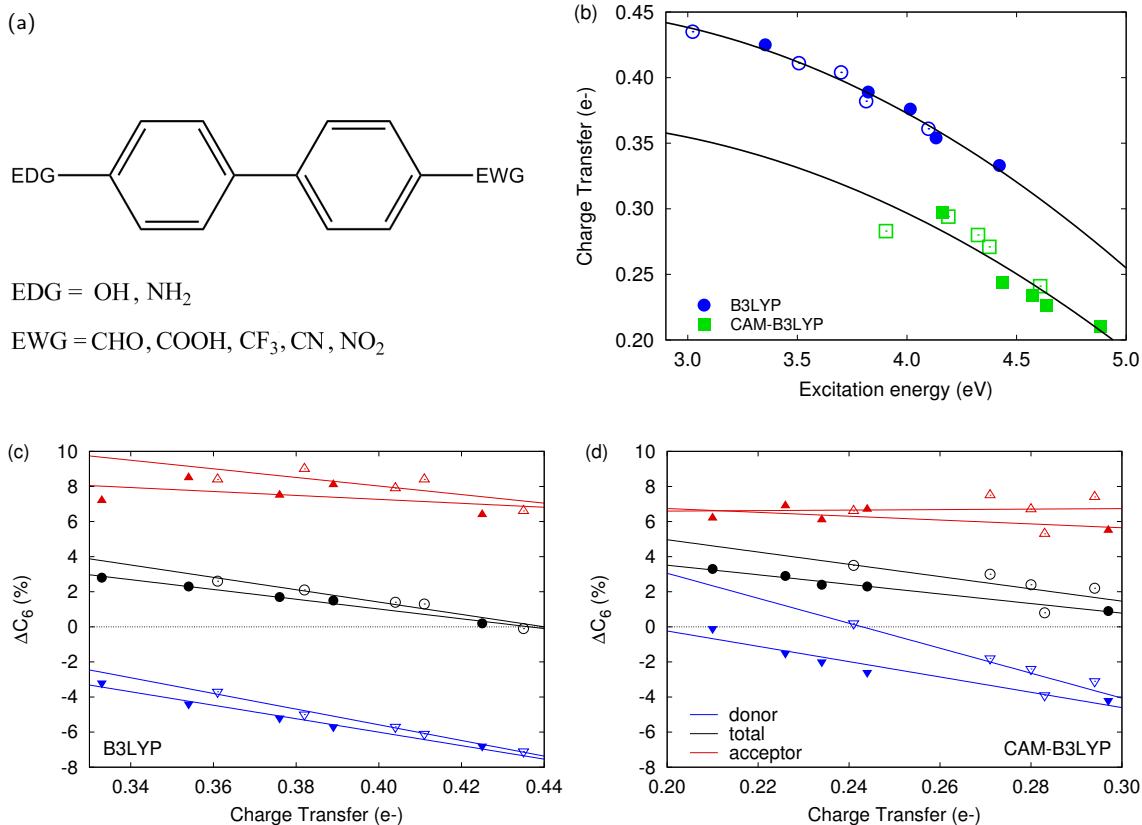 (a)
EDG
EWG
EDG = OH, NH2
EWG = CHO, COOH, CF3, CN, NO2
(b)
Charge Transfer (e-)
0.45
0.40
0.35
0.30
0.25
0.20
B3LYP
CAM-B3LYP
3.0 3.5 4.0 4.5 5.0
Excitation energy (eV)
(c)
ΔC6 (%)
10
8
6
4
2
0
-2
-4
-6
-8
B3LYP
0.34 0.36 0.38 0.40 0.42 0.44
Charge Transfer (e-)
(d)
ΔC6 (%)
10
8
6
4
2
0
-2
-4
-6
-8
donor
total
acceptor
CAM-B3LYP
0.20 0.22 0.24 0.26 0.28 0.30
Charge Transfer (e-)